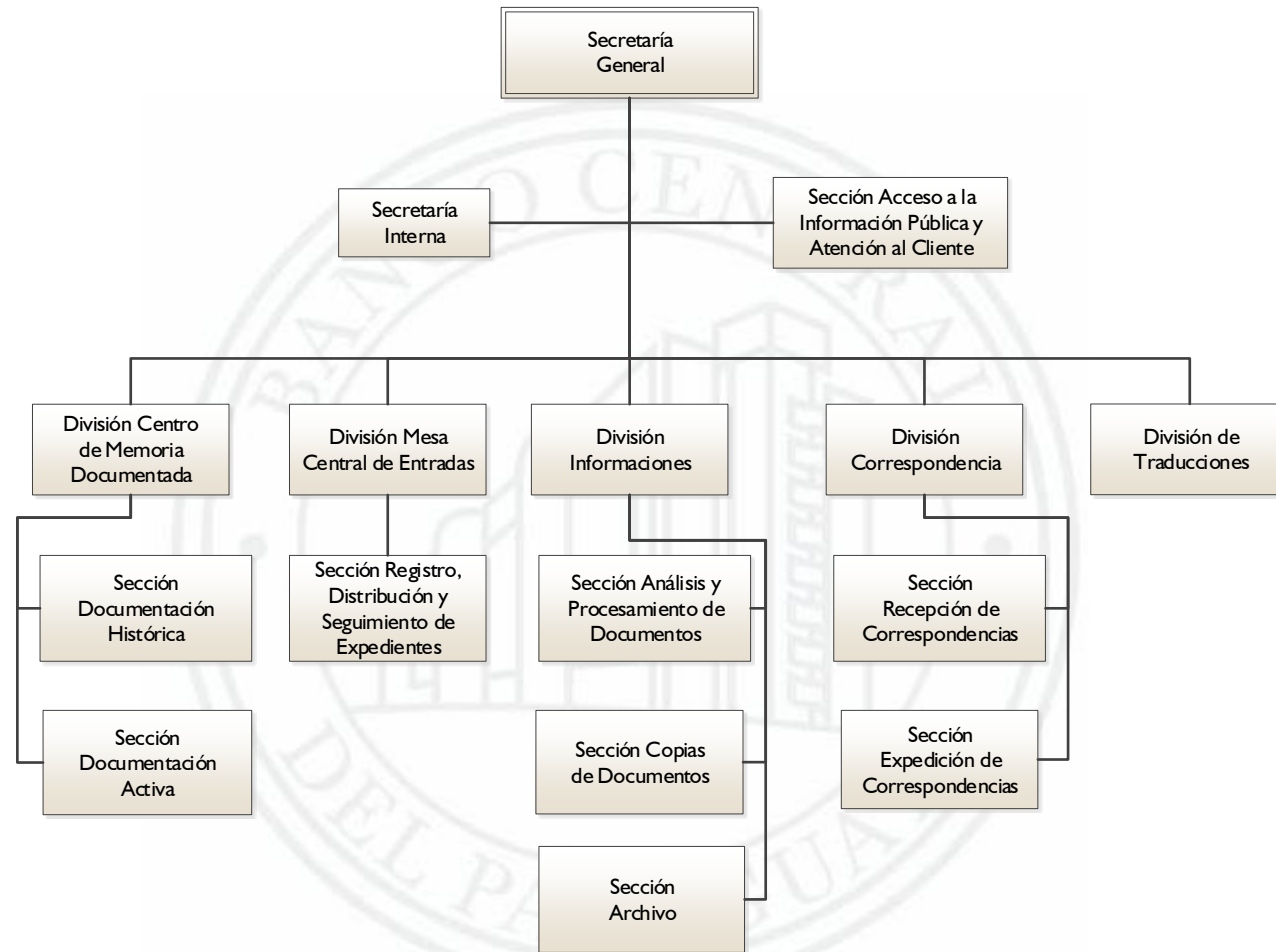 Secretaría
General
Secretaría
Interna
Sección Acceso a la
Información Pública y
Atención al Cliente
División Centro
de Memoria
Documentada
División Mesa
Central de Entradas
División
Informaciones
División
Correspondencia
División de
Traducciones
Sección
Documentación
Histórica
Sección Registro,
Distribución y
Seguimiento de
Expedientes
Sección Análisis y
Procesamiento de
Documentos
Sección
Recepción de
Correspondencias
Sección
Documentación
Activa
Sección Copias
de Documentos
Sección
Expedición de
Correspondencias
Sección
Archivo
BANCO CENTRAL
DEL